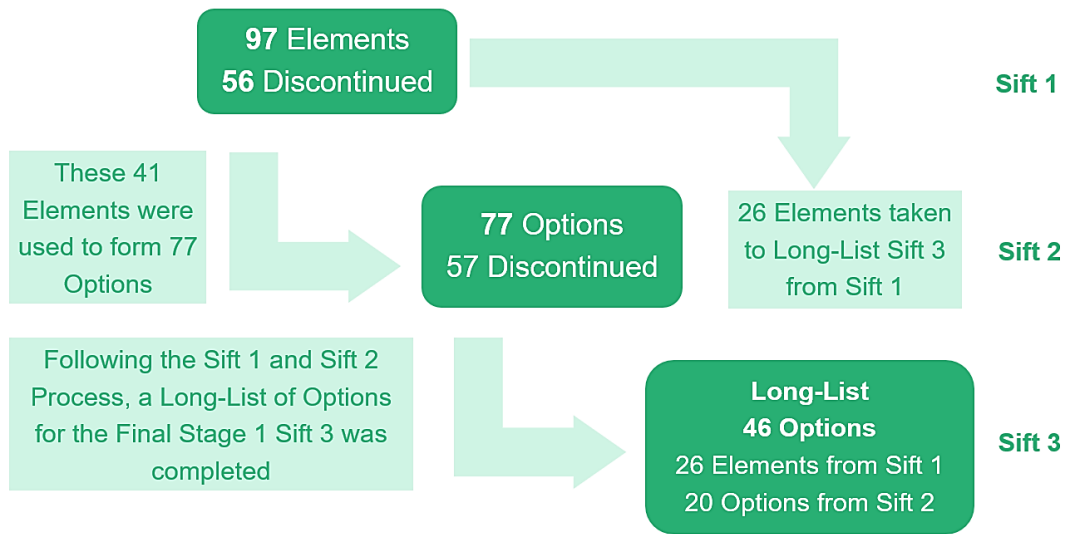 97 Elements
56 Discontinued
Sift 1
These 41
Elements were
used to form 77
Options
77 Options
57 Discontinued
26 Elements taken
to Long-List Sift 3
from Sift 1
Sift 2
Following the Sift 1 and Sift 2
Process, a Long-List of Options
for the Final Stage 1 Sift 3 was
completed
Long-List
46 Options
26 Elements from Sift 1
20 Options from Sift 2
Sift 3